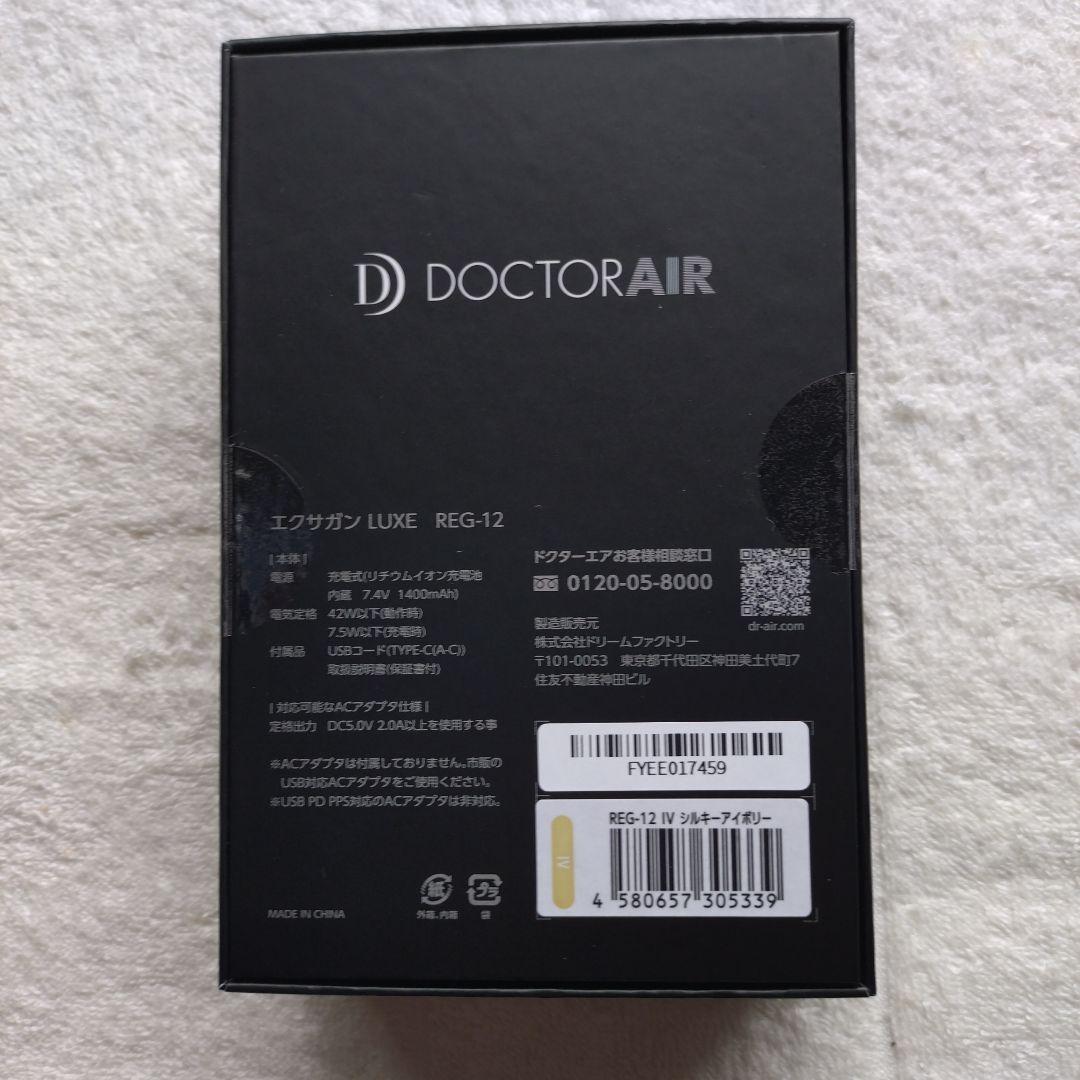 DOCTORAIR
エクサガン LUXE REG-12
[本体]
電源 充電式(リチウムイオン充電池
内蔵 7.4V 1400mAh)
電気定格 42W以下(動作時)
7.5W以下(充電時)
付属品 USBコード(TYPE-C(A-C))
取扱説明書(保証書付)
[対応可能なACアダプタ仕様]
定格出力 DC5.0V 2.0A以上を使用する事
※ACアダプタは付属しておりません。市販の
USB対応ACアダプタをご使用ください。
※USB PD PPS対応のACアダプタは非対応。
MADE IN CHINA
紙
外箱、内箱
プラ
袋
ドクターエアお客様相談窓口
0120-05-8000
dr-air.com
製造販売元
株式会社ドリームファクトリー
〒101-0053 東京都千代田区神田美土代町7
住友不動産神田ビル
FYEE017459
REG-12 IV シルキーアイボリー
IV
4 580657 305339